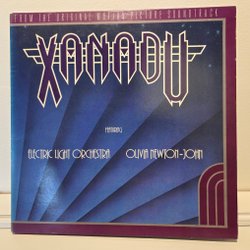 FROM THE ORIGINAL MOTION PICTURE SOUNDTRACK
XANADU
FEATURING
ELECTRIC LIGHT ORCHESTRA OLIVIA NEWTON-JOHN